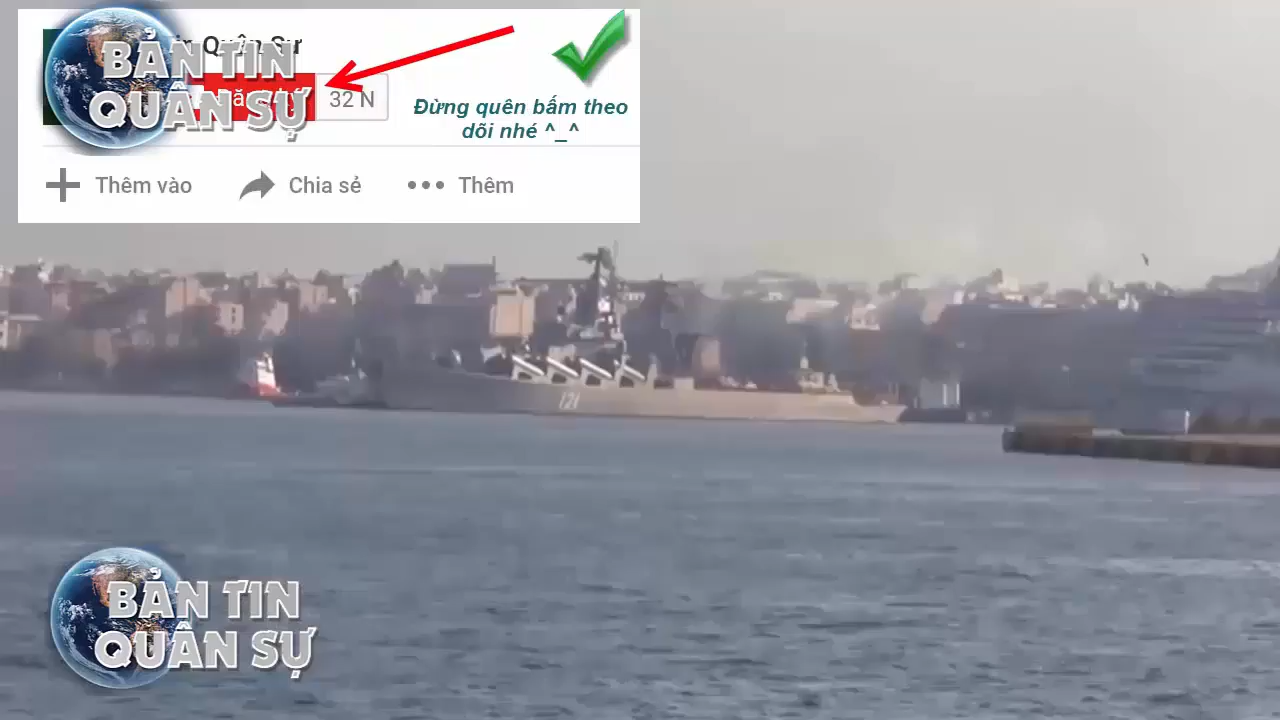 BẢN TIN
QUÂN SỰ
32 N
Đừng quên bấm theo
dõi nhé ^_^
Thêm vào
Chia sẻ
Thêm
121
BẢN TIN
QUÂN SỰ